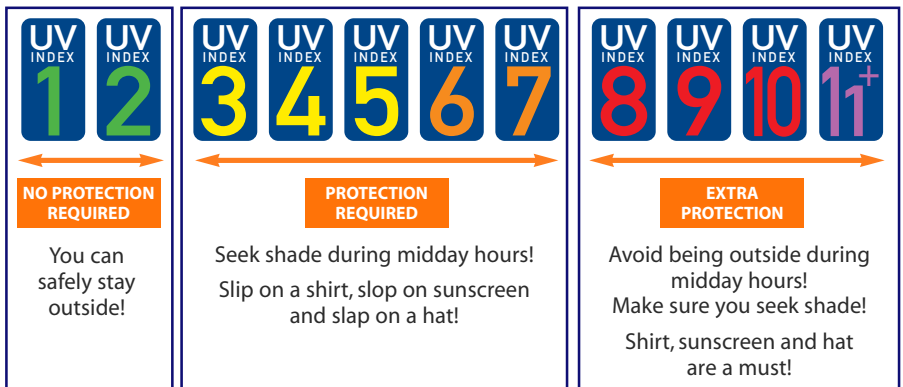 UV
INDEX
1
UV
INDEX
2
NO PROTECTION
REQUIRED
You can
safely stay
outside!
UV
INDEX
3
UV
INDEX
4
UV
INDEX
5
UV
INDEX
6
UV
INDEX
7
PROTECTION
REQUIRED
Seek shade during midday hours!
Slip on a shirt, slop on sunscreen
and slap on a hat!
UV
INDEX
8
UV
INDEX
9
UV
INDEX
10
UV
INDEX
11+
EXTRA
PROTECTION
Avoid being outside during
midday hours!
Make sure you seek shade!
Shirt, sunscreen and hat
are a must!